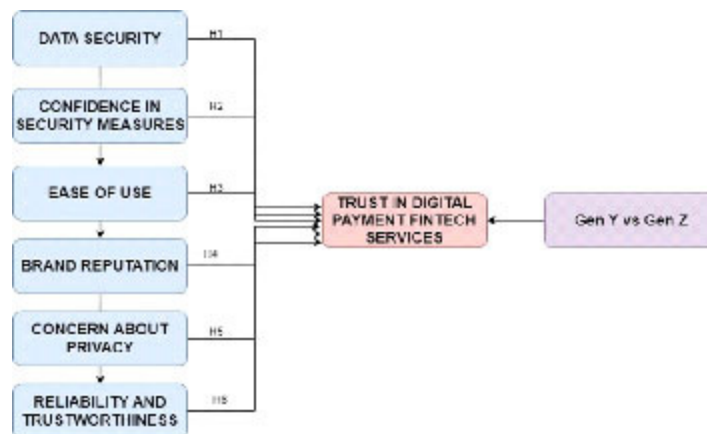 DATA SECURITY
H1
CONFIDENCE IN
SECURITY MEASURES
H2
EASE OF USE
H3
TRUST IN DIGITAL
PAYMENT FINTECH
SERVICES
Gen Y vs Gen Z
BRAND REPUTATION
H4
CONCERN ABOUT
PRIVACY
H5
RELIABILITY AND
TRUSTWORTHINESS
H6